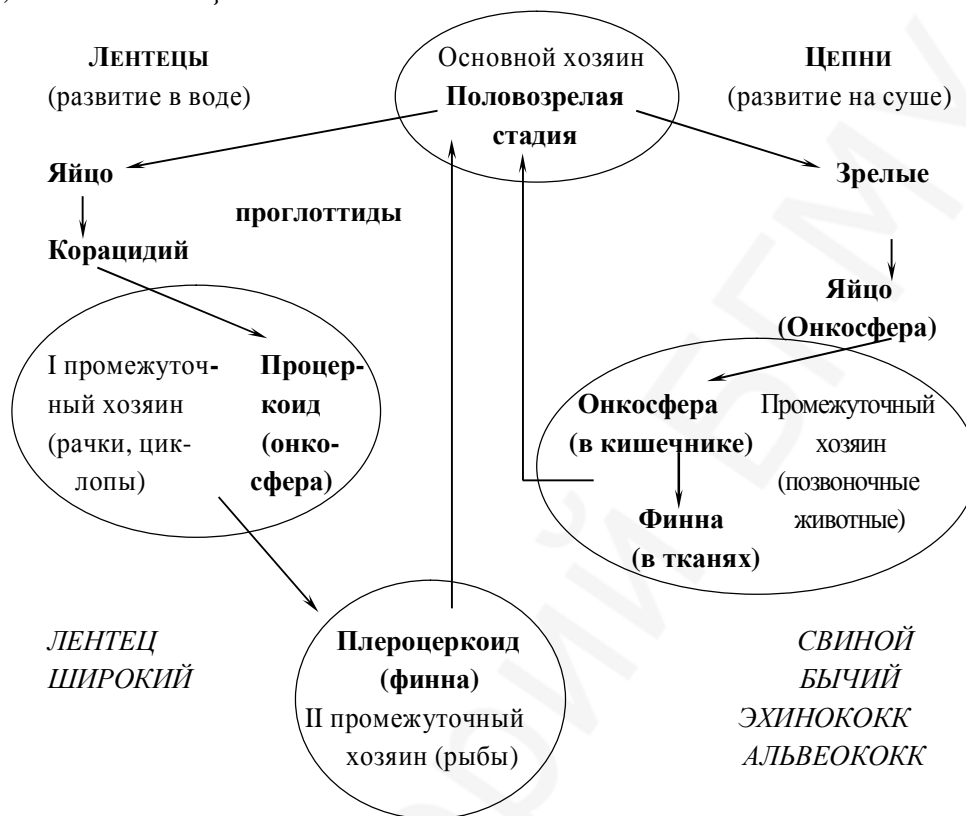 ЛЕНТЕЦЫ
(развитие в воде)
Основной хозяин
Половозрелая
стадия
ЦЕПНИ
(развитие на суше)
Яйцо
Зрелые
проглоттиды
Корацидий
Яйцо
(Онкосфера)
I промежуточ-
ный хозяин
(рачки, цик-
лопы)
Процер-
коид
(онко-
сфера)
Онкосфера
(в кишечнике)
Финна
(в тканях)
Промежуточный
хозяин
(позвоночные
животные)
Плероцеркоид
(финна)
II промежуточный
хозяин (рыбы)
ЛЕНТЕЦ
ШИРОКИЙ
СВИНОЙ
БЫЧИЙ
ЭХИНОКОКК
АЛЬВЕОКОКК
БГМУ